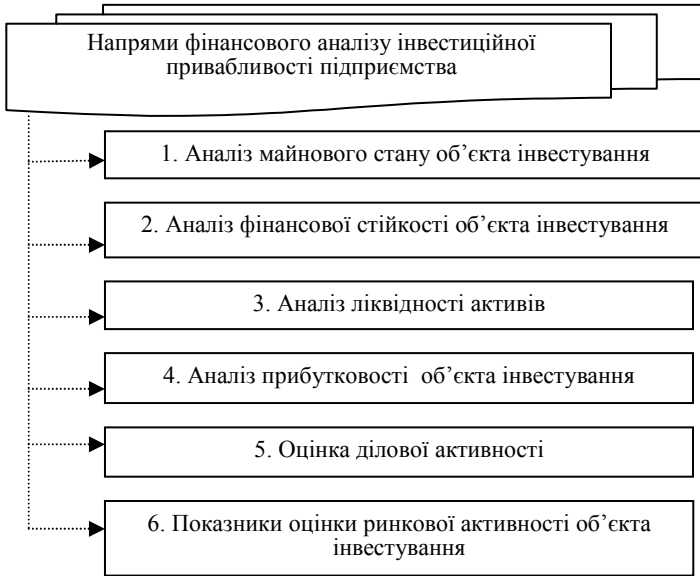 Напрями фінансового аналізу інвестиційної
привабливості підприємства
1. Аналіз майнового стану об’єкта інвестування
2. Аналіз фінансової стійкості об’єкта інвестування
3. Аналіз ліквідності активів
4. Аналіз прибутковості об’єкта інвестування
5. Оцінка ділової активності
6. Показники оцінки ринкової активності об’єкта
інвестування